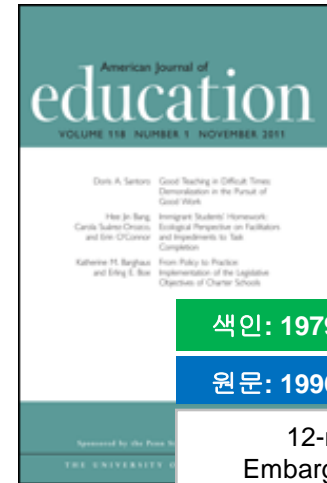 American Journal of
education
VOLUME 118 NUMBER 1 NOVEMBER 2011
Doris A. Santoro Good Teaching in Difficult Times:
Demoralization in the Pursuit of
Good Work
Hee Jin Bang, Immigrant Students' Homework:
Carola Suárez-Orozco, Ecological Perspective on Facilitators
and Erin O'Connor and Impediments to Task
Completion
Katherine M. Barghaus From Policy to Practice:
and Erling E. Boe Implementation of the Legislative
Objectives of Charter Schools
색인: 1979
원문: 1996
12-
Embarg
Sponsored by the Penn
THE UNIVERSITY O